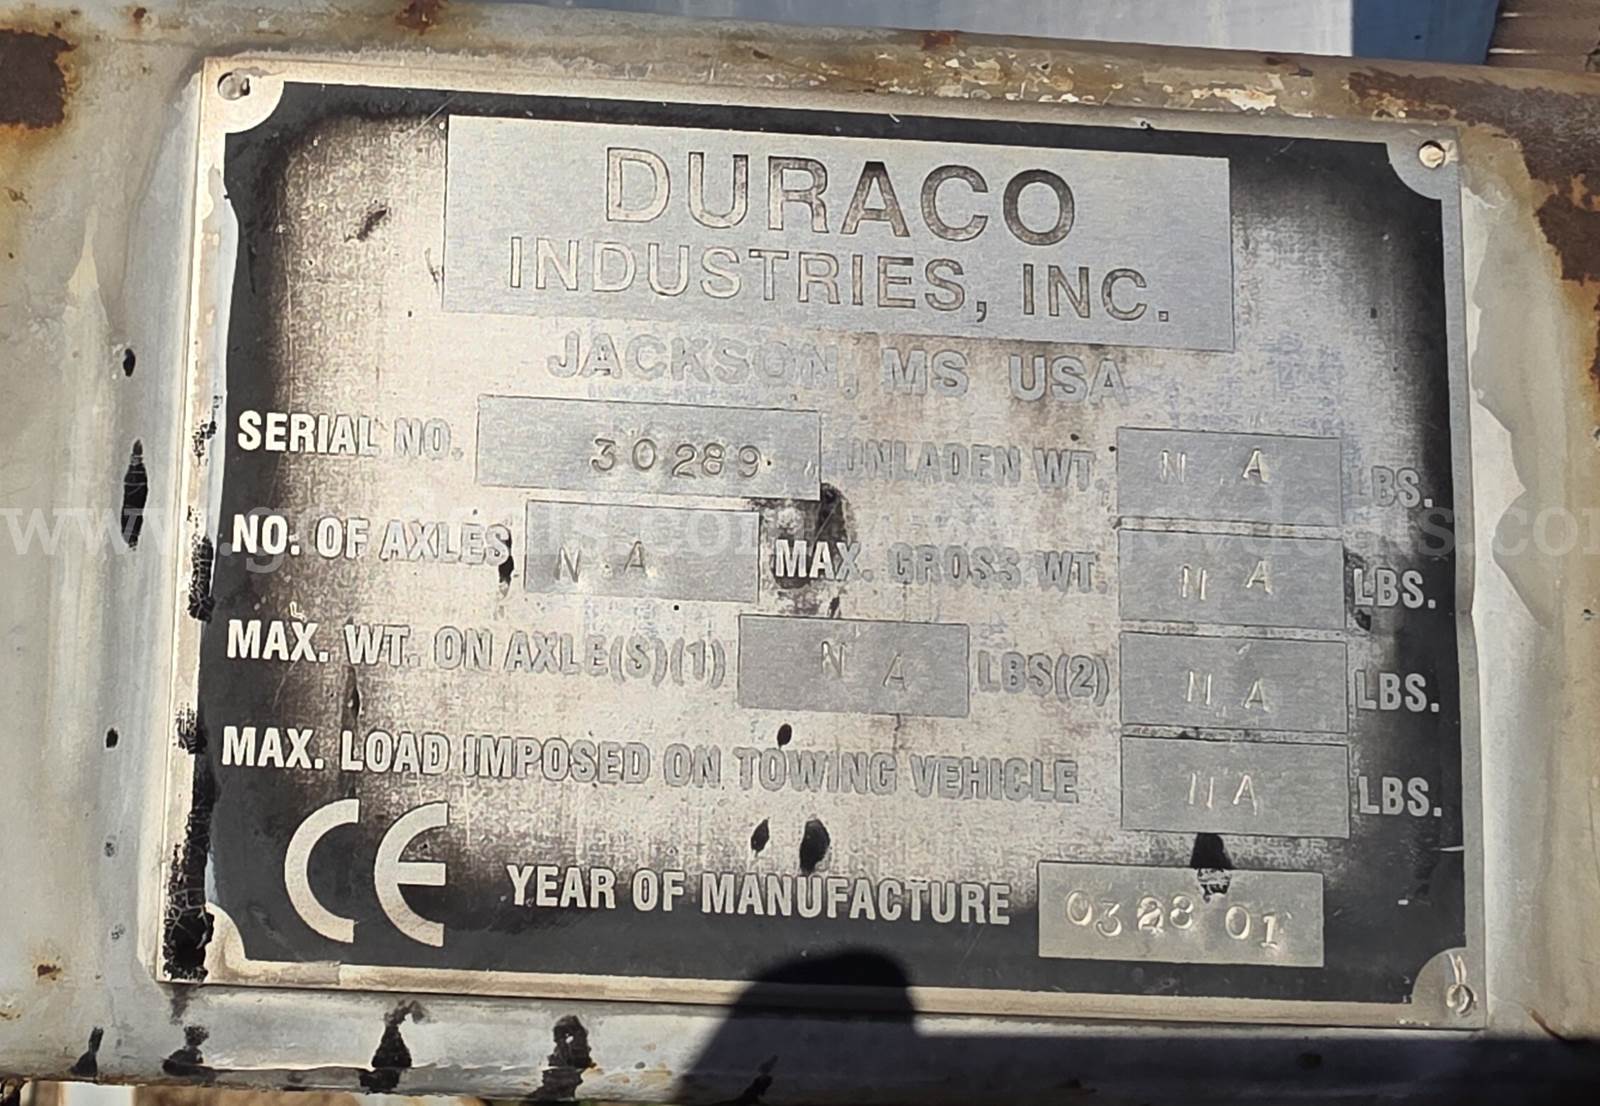 DURACO
INDUSTRIES, INC.
JACKSON, MS USA
SERIAL NO. 30289 UNLADEN WT. N A LBS.
NO. OF AXLES N A MAX. GROSS WT. N A LBS.
MAX. WT. ON AXLE(S)(1) N A LBS(2) N A LBS.
MAX. LOAD IMPOSED ON TOWING VEHICLE N A LBS.
CE YEAR OF MANUFACTURE 01